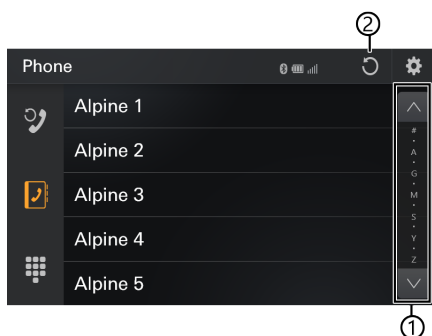 ②
Phone
Alpine 1
Alpine 2
Alpine 3
Alpine 4
Alpine 5
#
•
A
•
G
•
M
•
S
•
Y
•
Z
①